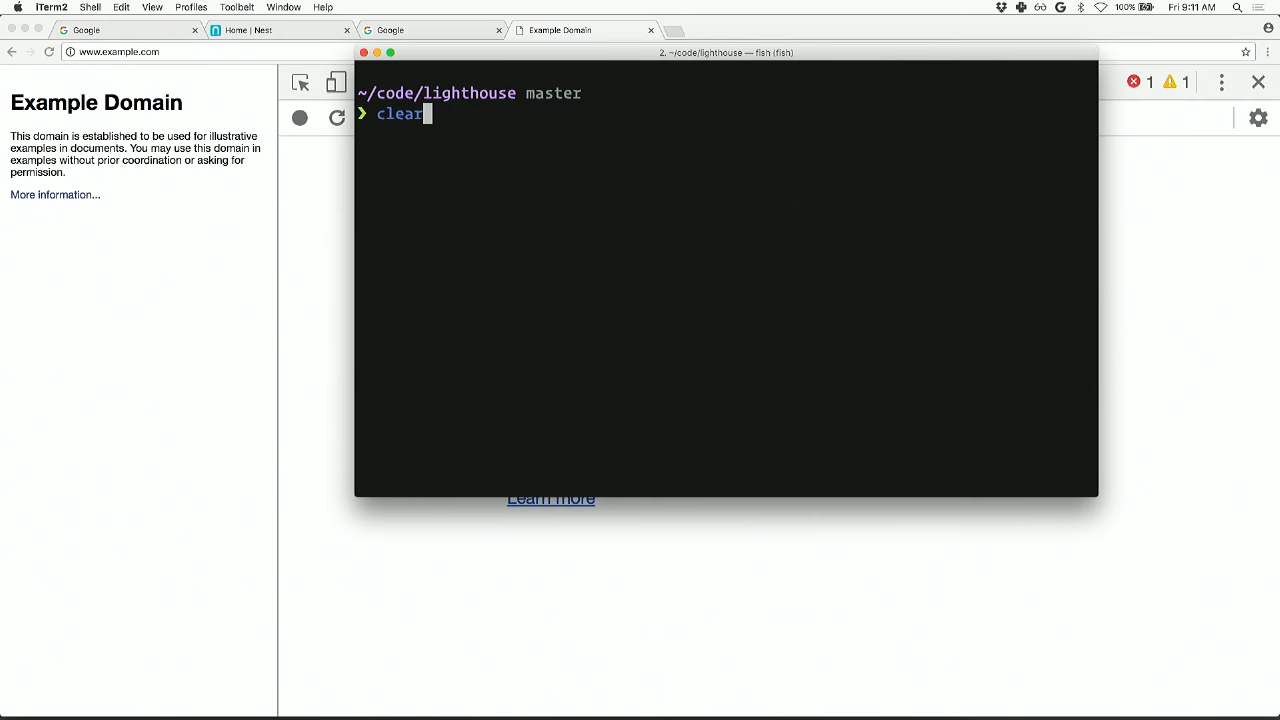 iTerm2 Shell Edit View Profiles Toolbelt Window Help 100% Fri 9:11 AM
Google Home | Nest Google Example Domain
www.example.com
2. ~/code/lighthouse — fish (fish)
Example Domain
This domain is established to be used for illustrative
examples in documents. You may use this domain in
examples without prior coordination or asking for
permission.
More information...
1 1
~/code/lighthouse master
❯ clear
Learn more